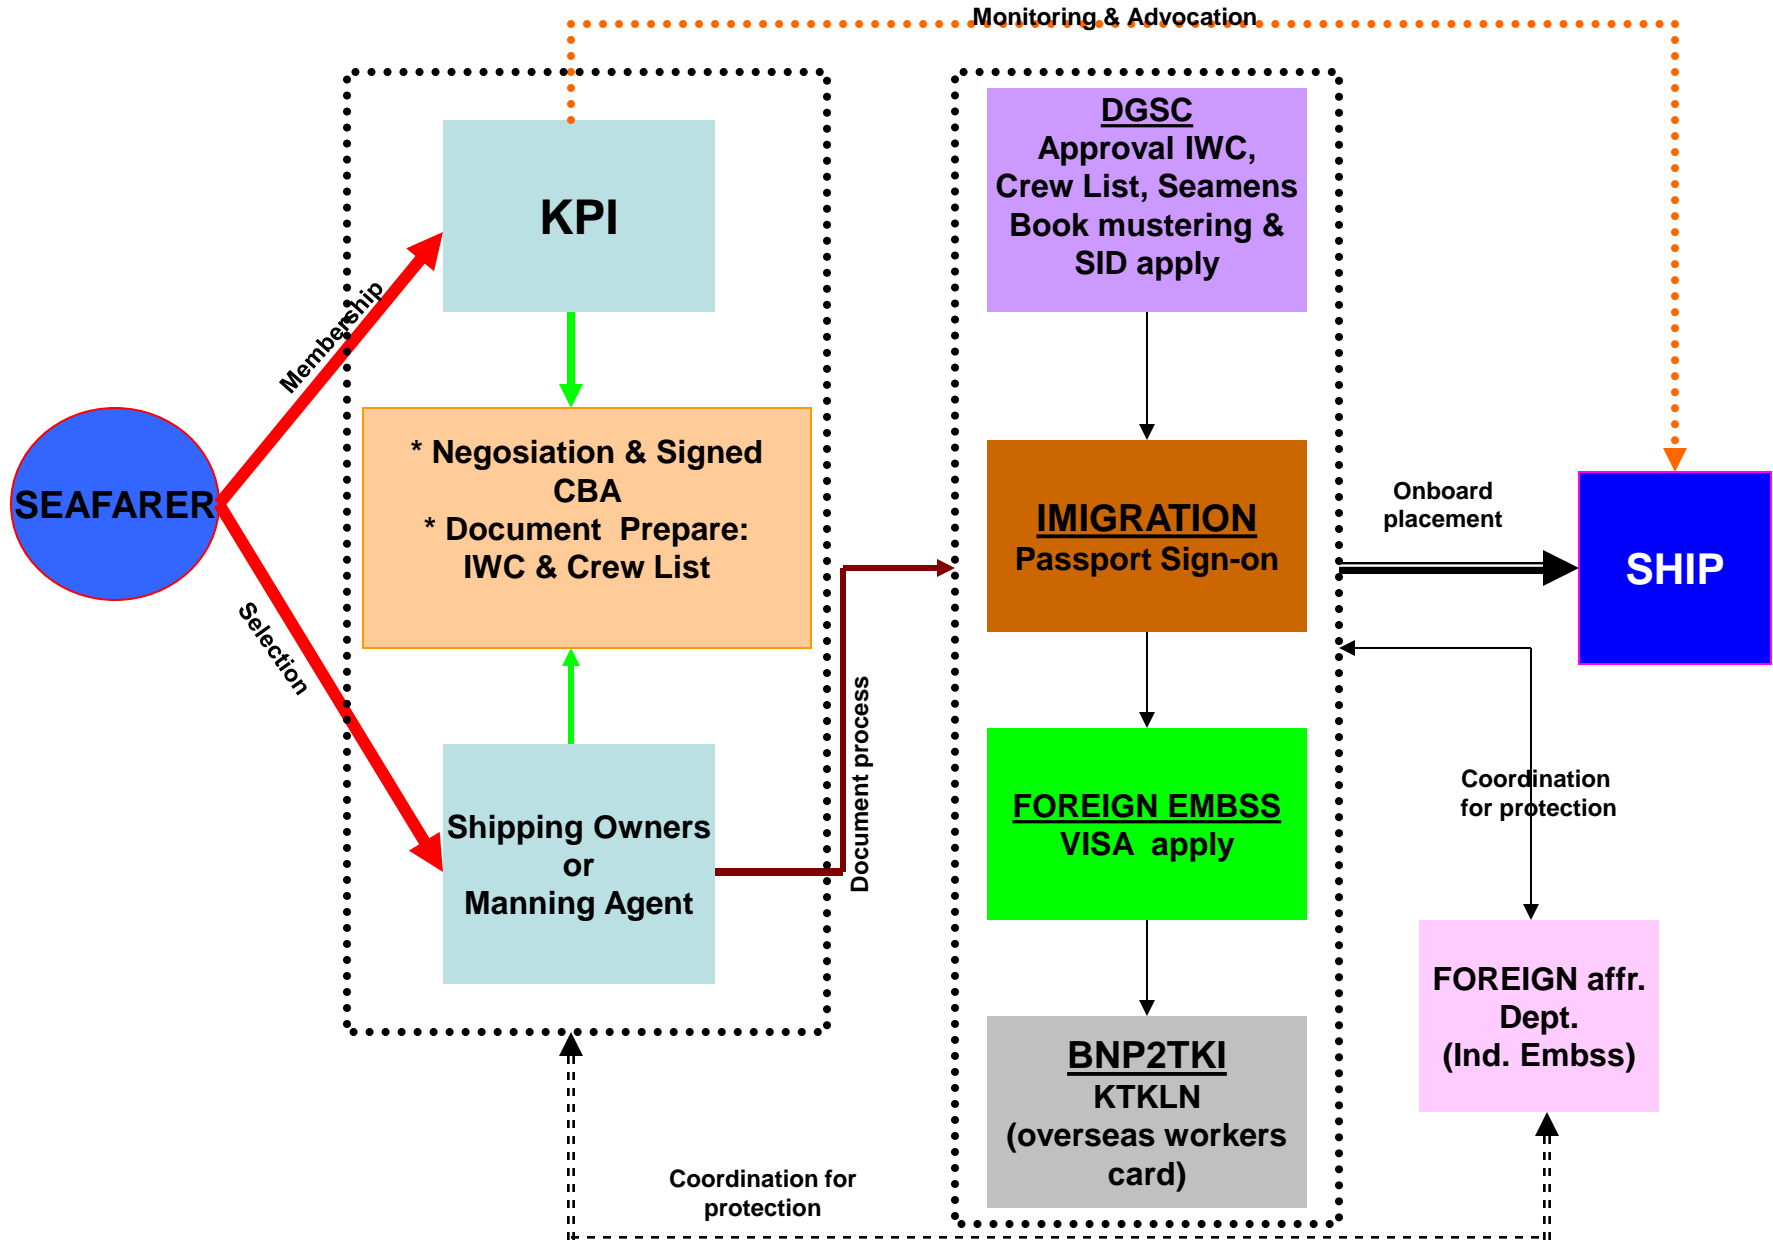 Monitoring & Advocation
KPI
DGSC
Approval IWC,
Crew List, Seamens
Book mustering &
SID apply
Membership
SEAFARER
* Negosiation & Signed
CBA
* Document  Prepare:
IWC & Crew List
IMIGRATION
Passport Sign-on
Onboard
placement
SHIP
Selection
Shipping Owners
or
Manning Agent
Document process
FOREIGN EMBSS
VISA  apply
Coordination
for protection
FOREIGN affr.
Dept.
(Ind. Embss)
BNP2TKI
KTKLN
(overseas workers
card)
Coordination for
protection